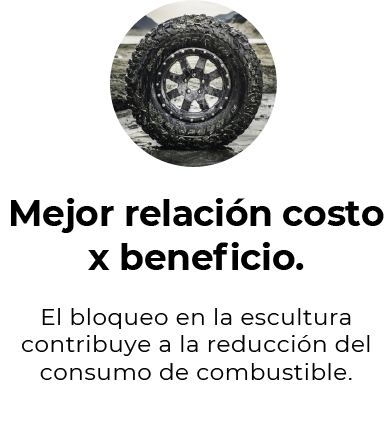 Mejor relación costo
x beneficio.
El bloqueo en la escultura
contribuye a la reducción del
consumo de combustible.